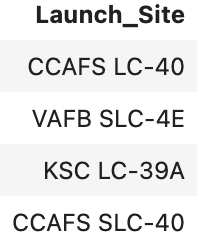 Launch_Site
CCAFS LC-40
VAFB SLC-4E
KSC LC-39A
CCAFS SLC-40